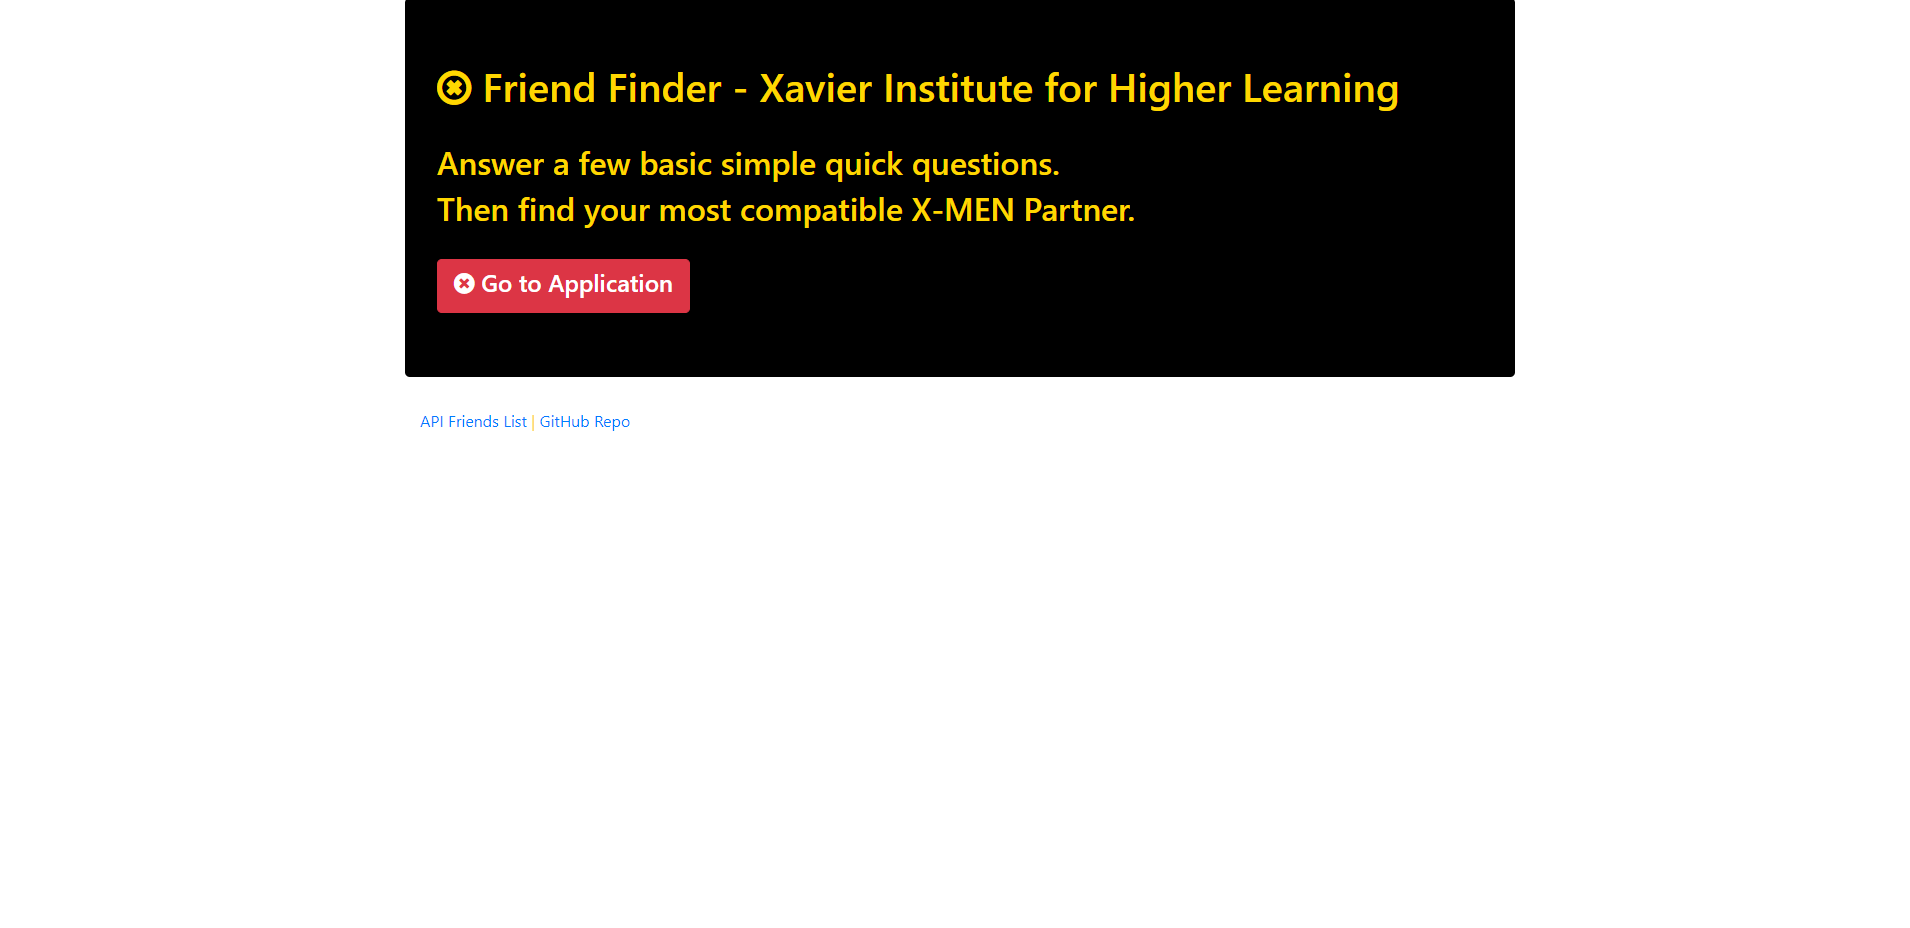 Friend Finder - Xavier Institute for Higher Learning
Answer a few basic simple quick questions.
Then find your most compatible X-MEN Partner.
Go to Application
API Friends List | GitHub Repo